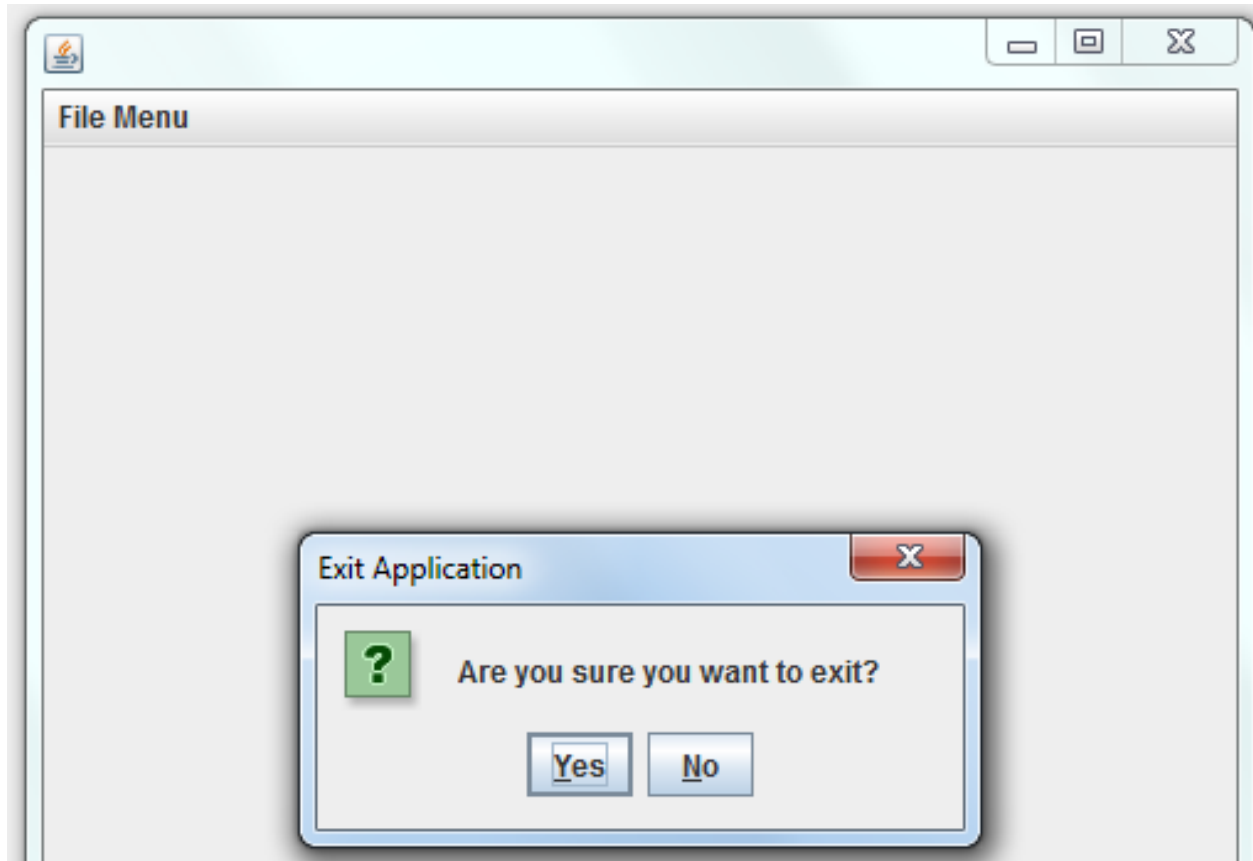 File Menu
Exit Application
?
Are you sure you want to exit?
Yes
No